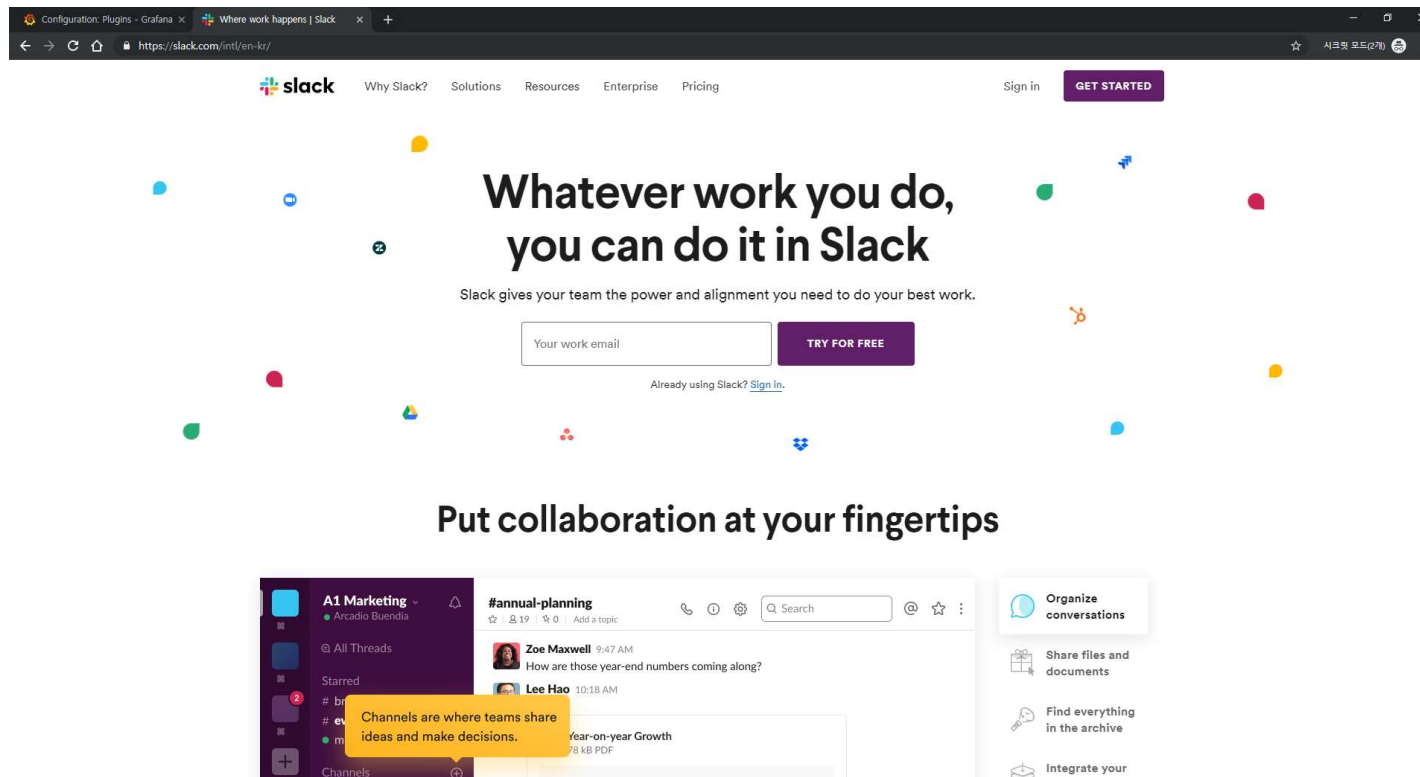 Configuration: Plugins - Grafana
Where work happens | Slack
https://slack.com/intl/en-kr/
시크릿 모드(2개)
slack
Why Slack?
Solutions
Resources
Enterprise
Pricing
Sign in
GET STARTED
Whatever work you do,
you can do it in Slack
Slack gives your team the power and alignment you need to do your best work.
Your work email
TRY FOR FREE
Already using Slack? Sign in.
Put collaboration at your fingertips
A1 Marketing
Arcadio Buendía
All Threads
Starred
2
# br
# ev
m
Channels
#annual-planning
19
0
Add a topic
Search
Zoe Maxwell 9:47 AM
How are those year-end numbers coming along?
Lee Hao 10:18 AM
Year-on-year Growth
78 kB PDF
Channels are where teams share
ideas and make decisions.
Organize
conversations
Share files and
documents
Find everything
in the archive
Integrate your